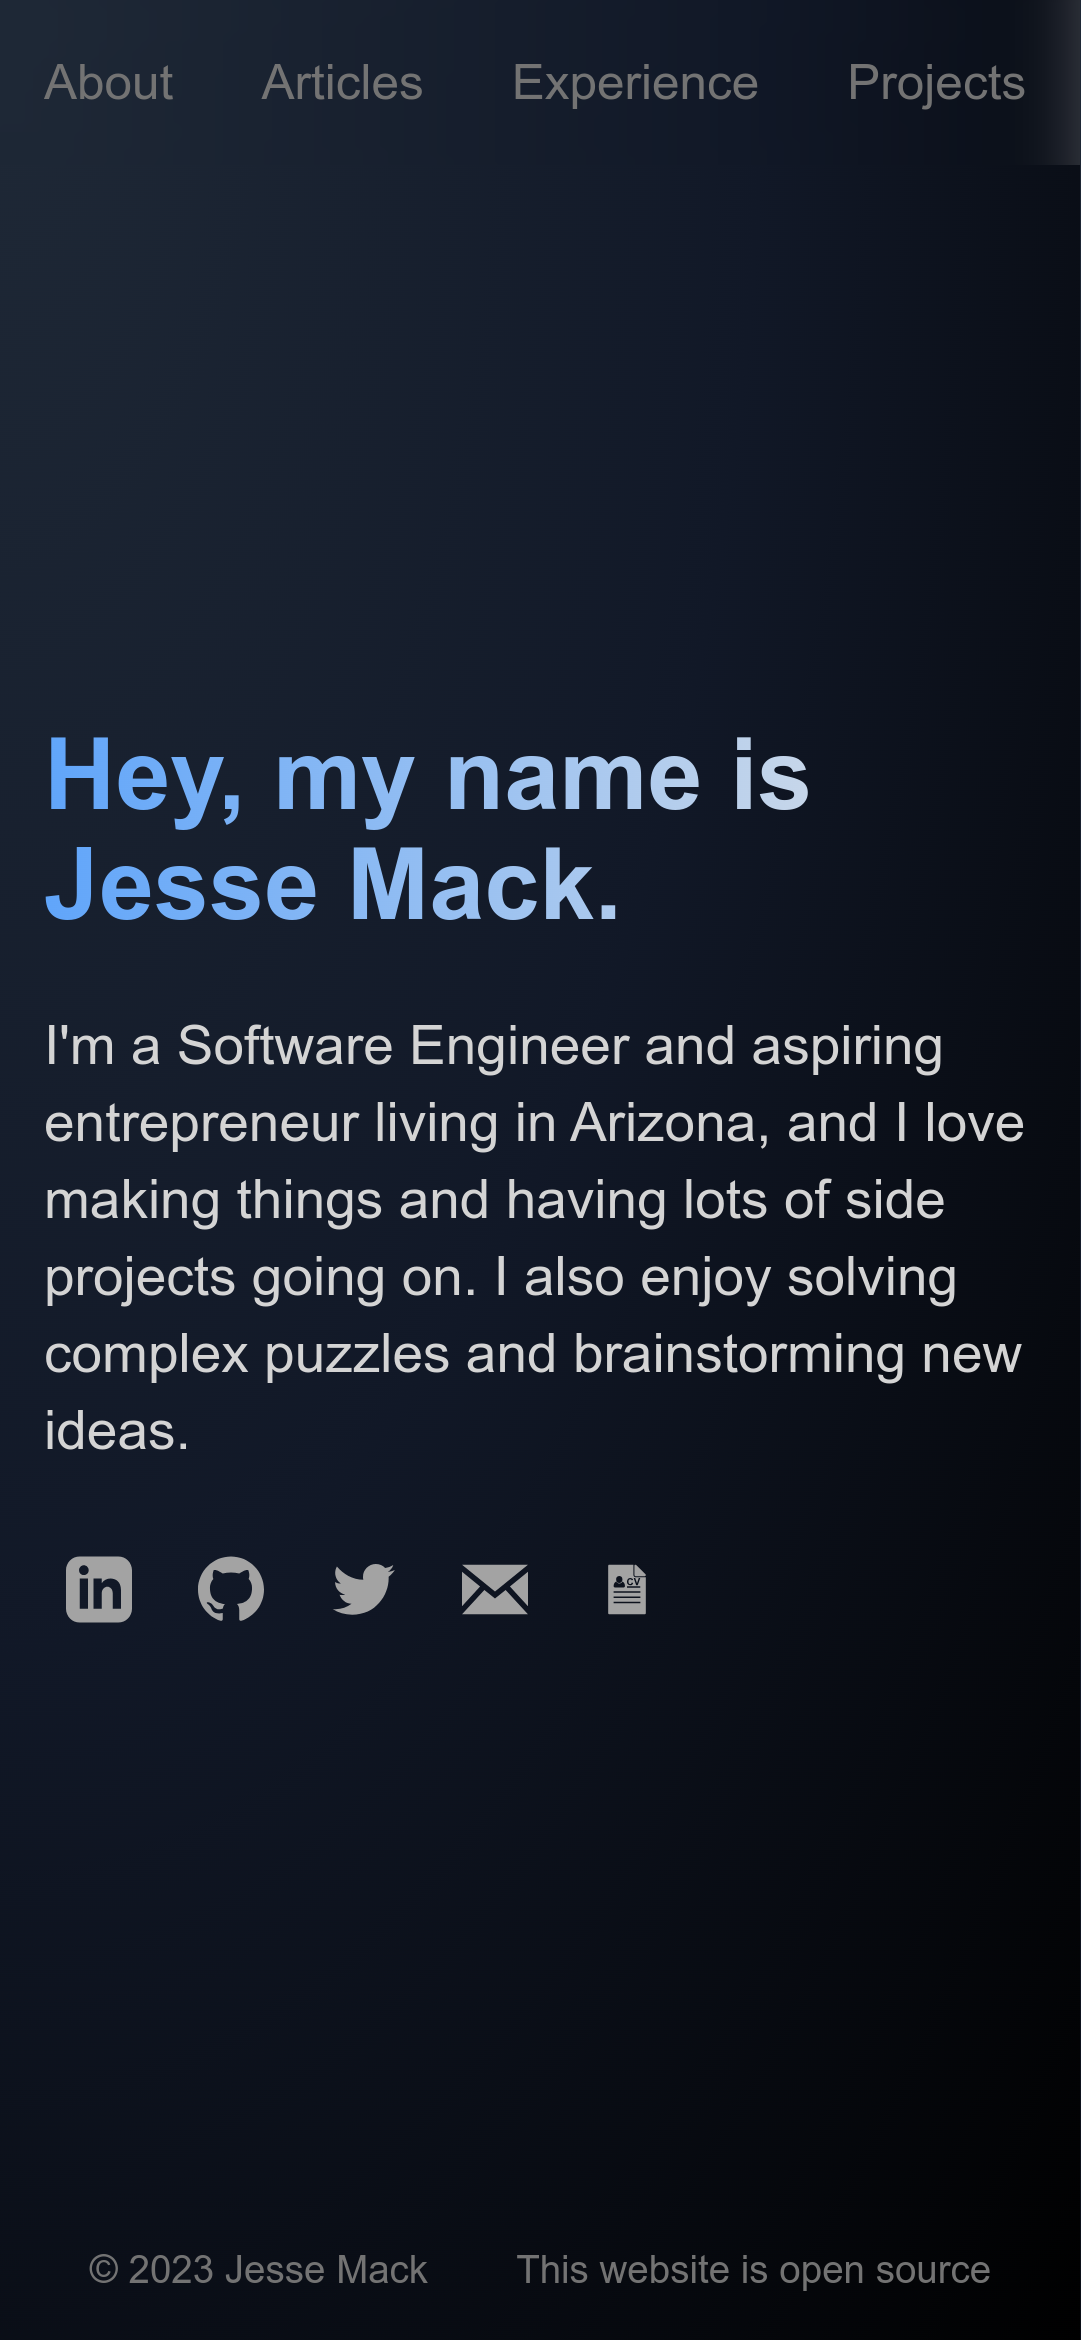 About Articles Experience Projects
Hey, my name is
Jesse Mack.
I'm a Software Engineer and aspiring
entrepreneur living in Arizona, and I love
making things and having lots of side
projects going on. I also enjoy solving
complex puzzles and brainstorming new
ideas.
in CV
© 2023 Jesse Mack This website is open source